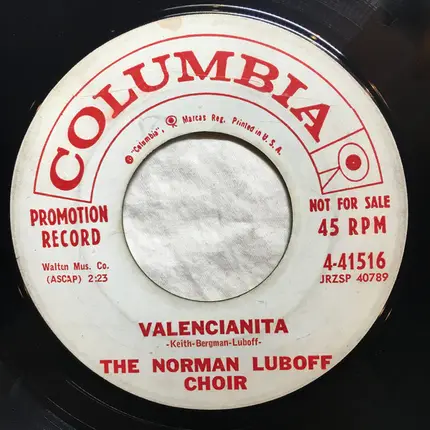 COLUMBIA
® "Columbia", Marcas Reg. Printed in U.S.A.
PROMOTION
RECORD
NOT FOR SALE
45 RPM
Walton Mus. Co.
(ASCAP) 2:23
4-41516
JRZSP 40789
VALENCIANITA
-Keith-Bergman-Luboff-
THE NORMAN LUBOFF
CHOIR